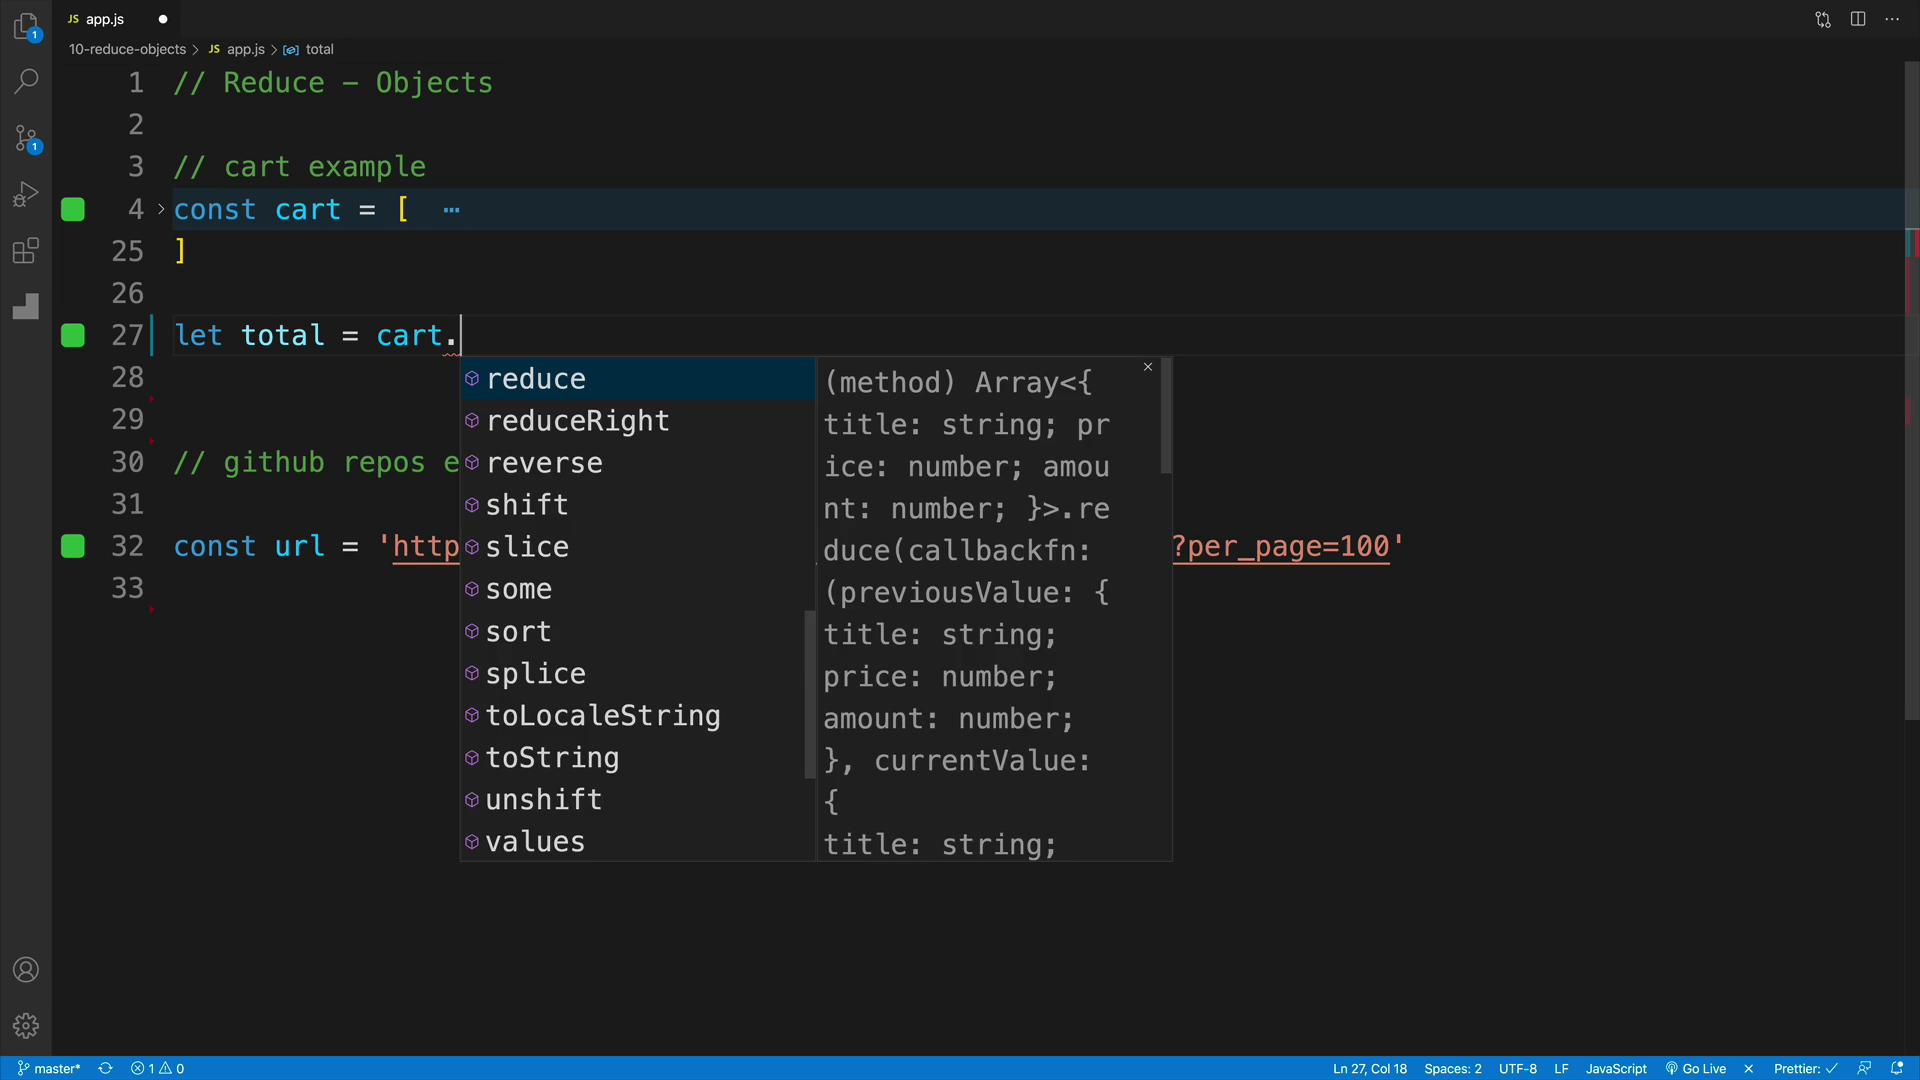 JS app.js
10-reduce-objects > JS app.js > total
1 // Reduce - Objects
2
3 // cart example
4 const cart = [ ⋯
25 ]
26
27 let total = cart.
28
29
30 // github repos e
31
32 const url = 'http ?per_page=100'
33
reduce
reduceRight
reverse
shift
slice
some
sort
splice
toLocaleString
toString
unshift
values
(method) Array<{
title: string; pr
ice: number; amou
nt: number; }>.re
duce(callbackfn:
(previousValue: {
title: string;
price: number;
amount: number;
}, currentValue:
{
title: string;
1
1
master* 1 0 Ln 27, Col 18 Spaces: 2 UTF-8 LF JavaScript Go Live Prettier: ✓